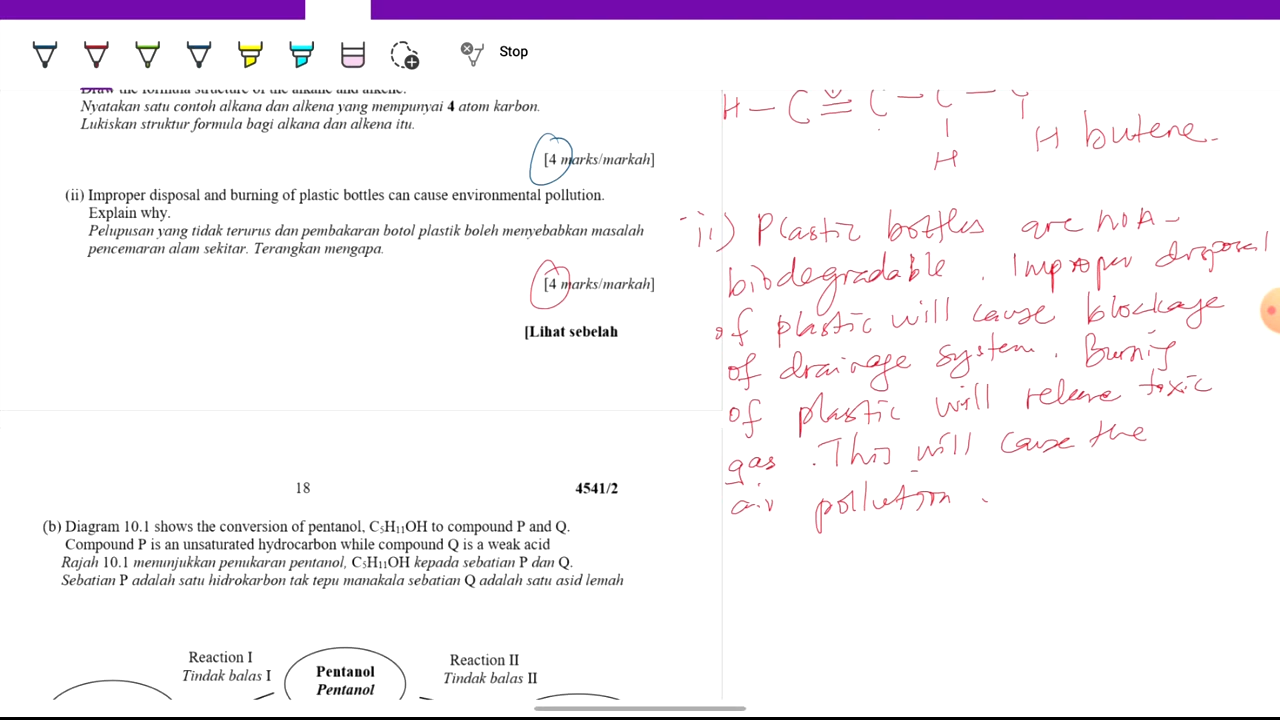 Stop
Draw the formula structure of the alkane and alkene.
Nyatakan satu contoh alkana dan alkena yang mempunyai 4 atom karbon.
Lukiskan struktur formula bagi alkana dan alkena itu.
[4 marks/markah]
(ii) Improper disposal and burning of plastic bottles can cause environmental pollution.
Explain why.
Pelupusan yang tidak terurus dan pembakaran botol plastik boleh menyebabkan masalah
pencemaran alam sekitar. Terangkan mengapa.
[4 marks/markah]
[Lihat sebelah
18 4541/2
(b) Diagram 10.1 shows the conversion of pentanol, C₅H₁₁OH to compound P and Q.
Compound P is an unsaturated hydrocarbon while compound Q is a weak acid
Rajah 10.1 menunjukkan penukaran pentanol, C₅H₁₁OH kepada sebatian P dan Q.
Sebatian P adalah satu hidrokarbon tak tepu manakala sebatian Q adalah satu asid lemah
Reaction I
Tindak balas I
Pentanol
Pentanol
Reaction II
Tindak balas II
H – C = C – C –
H
H butene.
ii) Plastic bottles are non-
biodegradable. Improper disposal
of plastic will cause blockage
of drainage system. Burning
of plastic will release toxic
gas. This will cause the
air pollution.